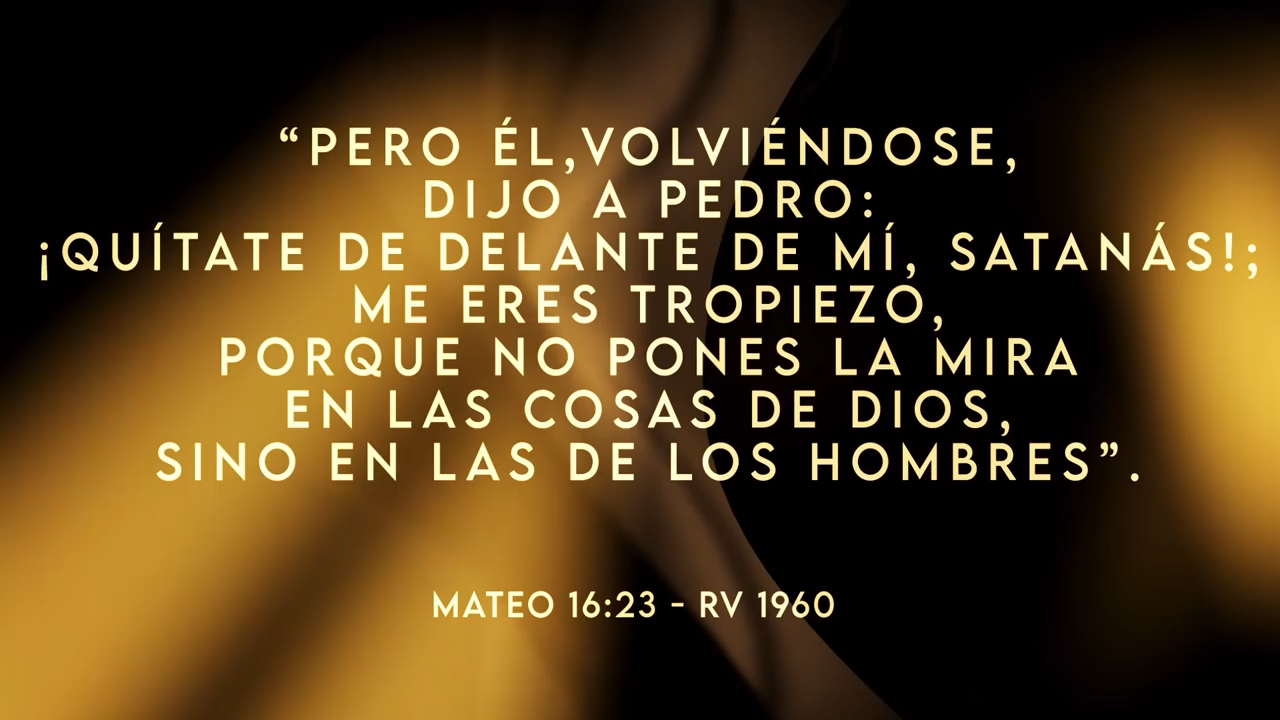 “PERO ÉL,VOLVIÉNDOSE,
DIJO A PEDRO:
¡QUÍTATE DE DELANTE DE MÍ, SATANÁS!;
ME ERES TROPIEZO,
PORQUE NO PONES LA MIRA
EN LAS COSAS DE DIOS,
SINO EN LAS DE LOS HOMBRES”.
MATEO 16:23 - RV 1960